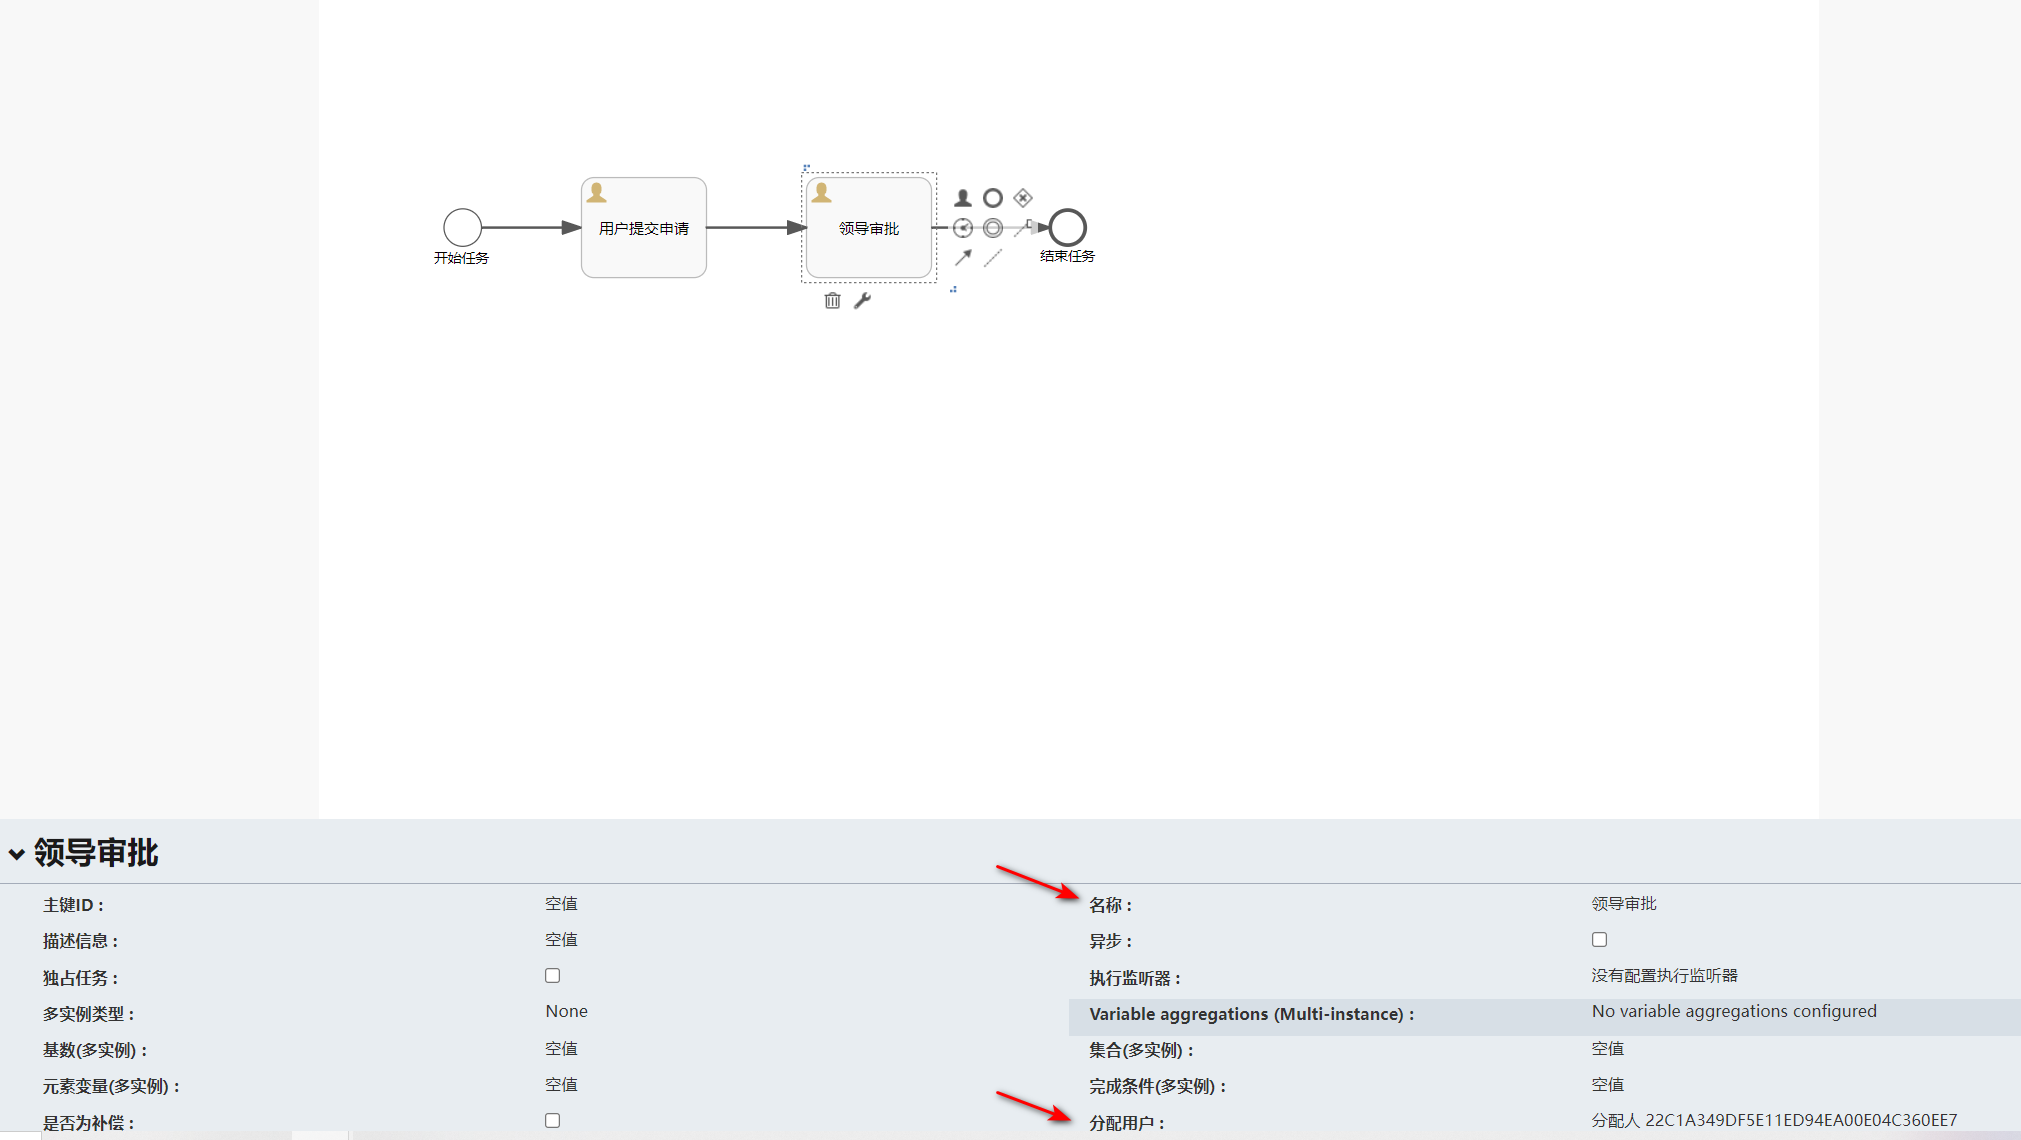 开始任务
用户提交申请
领导审批
结束任务
领导审批
主键ID： 空值
名称： 领导审批
描述信息： 空值
异步：
独占任务：
执行监听器： 没有配置执行监听器
多实例类型： None
Variable aggregations (Multi-instance)： No variable aggregations configured
基数(多实例)： 空值
集合(多实例)： 空值
元素变量(多实例)： 空值
完成条件(多实例)： 空值
是否为补偿：
分配用户： 分配人 22C1A349DF5E11ED94EA00E04C360EE7